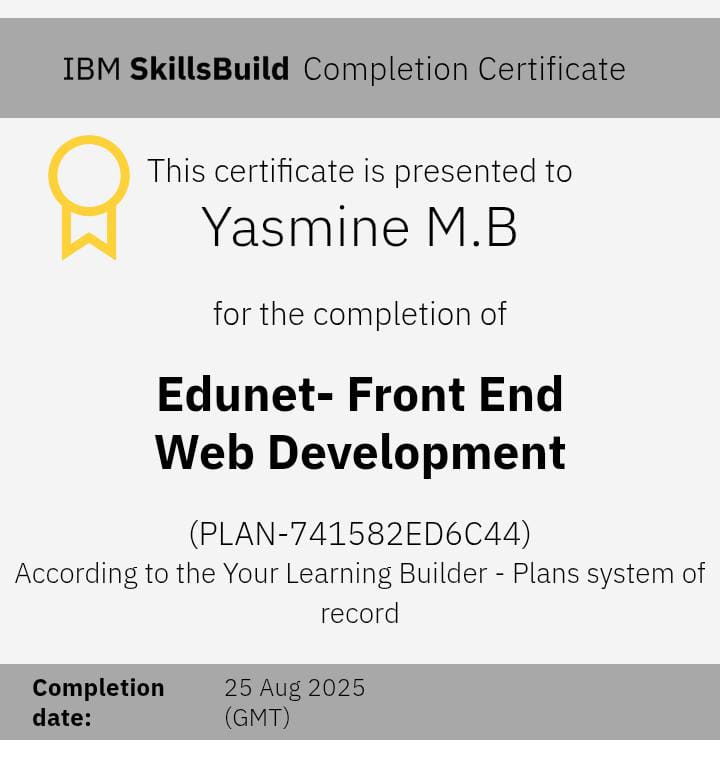 IBM SkillsBuild Completion Certificate
This certificate is presented to
Yasmine M.B
for the completion of
Edunet- Front End
Web Development
(PLAN-741582ED6C44)
According to the Your Learning Builder - Plans system of
record
Completion date: 25 Aug 2025 (GMT)